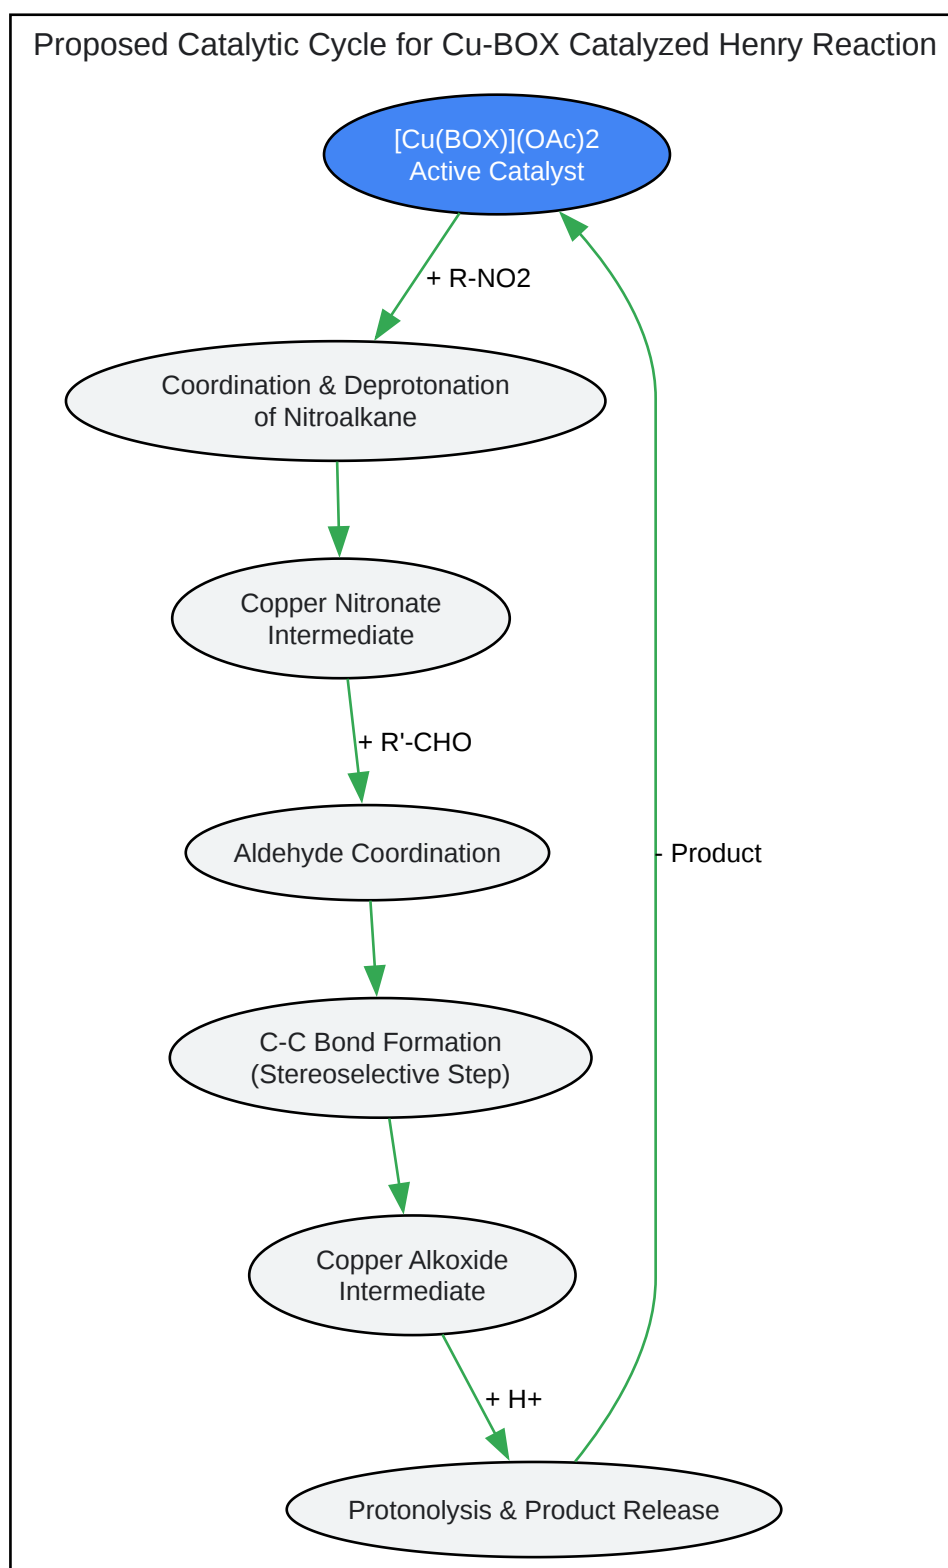 Proposed Catalytic Cycle for Cu-BOX Catalyzed Henry Reaction
[Cu(BOX)](OAc)2
Active Catalyst
+ R-NO2
Coordination & Deprotonation
of Nitroalkane
Copper Nitronate
Intermediate
+ R'-CHO
Aldehyde Coordination
- Product
C-C Bond Formation
(Stereoselective Step)
Copper Alkoxide
Intermediate
+ H+
Protonolysis & Product Release